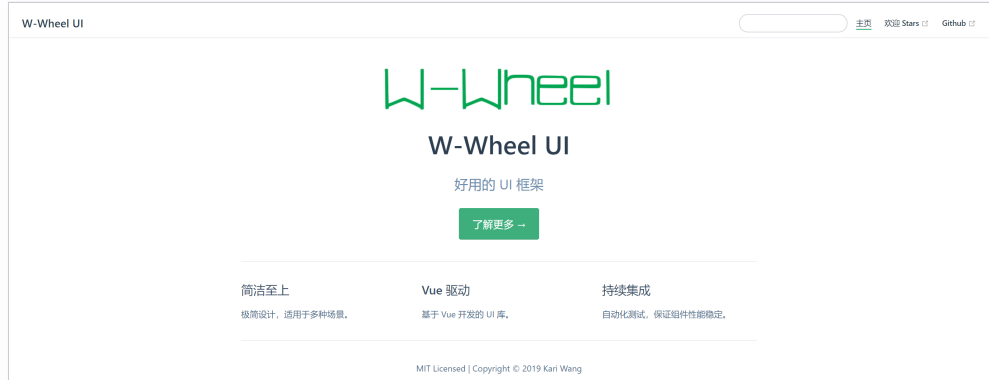 W-Wheel UI
主页 欢迎 Stars Github
W-Wheel
W-Wheel UI
好用的 UI 框架
了解更多 →
简洁至上
极简设计，适用于多种场景。
Vue 驱动
基于 Vue 开发的 UI 库。
持续集成
自动化测试，保证组件性能稳定。
MIT Licensed | Copyright © 2019 Kari Wang